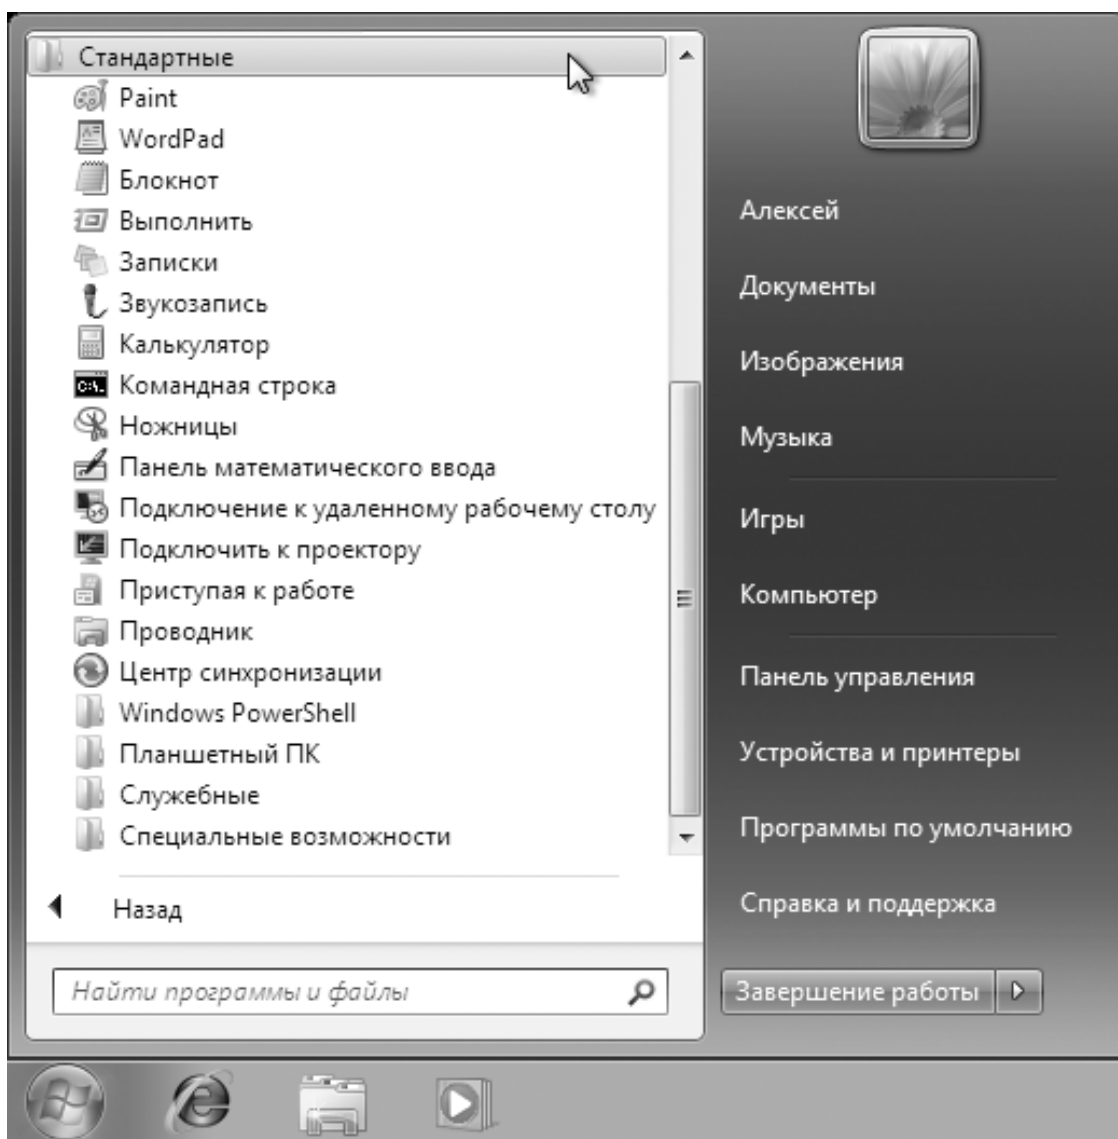 Стандартные
Paint
WordPad
Блокнот
Выполнить
Записки
Звукозапись
Калькулятор
C:\.
Командная строка
Ножницы
Панель математического ввода
Подключение к удаленному рабочему столу
Подключить к проектору
Приступая к работе
Проводник
Центр синхронизации
Windows PowerShell
Планшетный ПК
Служебные
Специальные возможности
Назад
Найти программы и файлы
Алексей
Документы
Изображения
Музыка
Игры
Компьютер
Панель управления
Устройства и принтеры
Программы по умолчанию
Справка и поддержка
Завершение работы